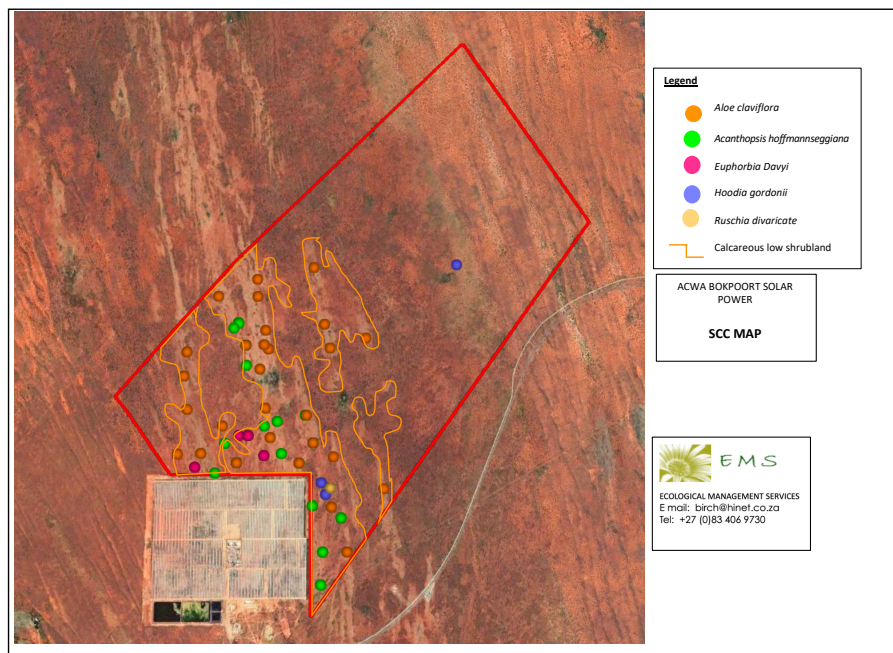 Legend
Aloe claviflora
Acanthopsis hoffmannseggiana
Euphorbia Davyi
Hoodia gordonii
Ruschia divaricate
Calcareous low shrubland
ACWA BOKPOORT SOLAR
POWER
SCC MAP
EMS
ECOLOGICAL MANAGEMENT SERVICES
E mail: birch@hinet.co.za
Tel: +27 (0)83 406 9730